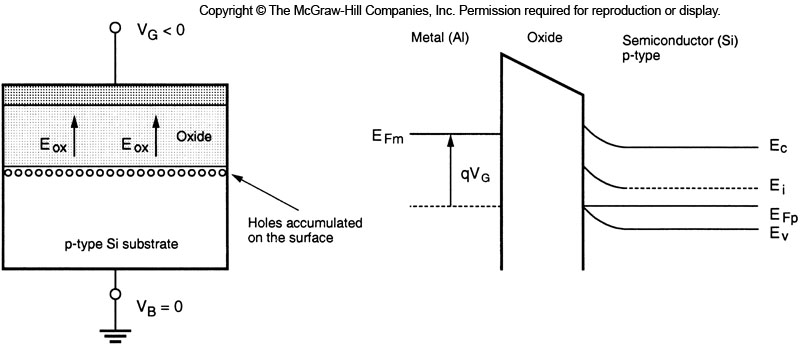 Copyright © The McGraw-Hill Companies, Inc. Permission required for reproduction or display.
V_G < 0
Oxide
E_ox
E_ox
p-type Si substrate
Holes accumulated
on the surface
V_B = 0
Metal (Al)
Oxide
Semiconductor (Si)
p-type
E_Fm
qV_G
E_c
E_i
E_Fp
E_v